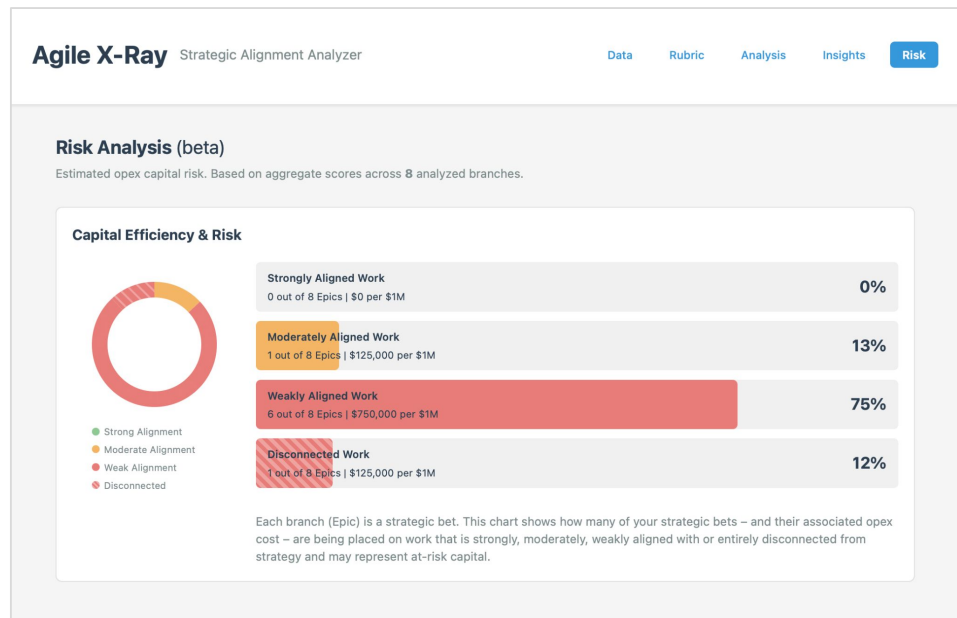 Agile X-Ray Strategic Alignment Analyzer
Data Rubric Analysis Insights Risk
Risk Analysis (beta)
Estimated opex capital risk. Based on aggregate scores across 8 analyzed branches.
Capital Efficiency & Risk
Strong Alignment
Moderate Alignment
Weak Alignment
Disconnected
Strongly Aligned Work
0 out of 8 Epics | $0 per $1M
0%
Moderately Aligned Work
1 out of 8 Epics | $125,000 per $1M
13%
Weakly Aligned Work
6 out of 8 Epics | $750,000 per $1M
75%
Disconnected Work
1 out of 8 Epics | $125,000 per $1M
12%
Each branch (Epic) is a strategic bet. This chart shows how many of your strategic bets – and their associated opex
cost – are being placed on work that is strongly, moderately, weakly aligned with or entirely disconnected from
strategy and may represent at-risk capital.